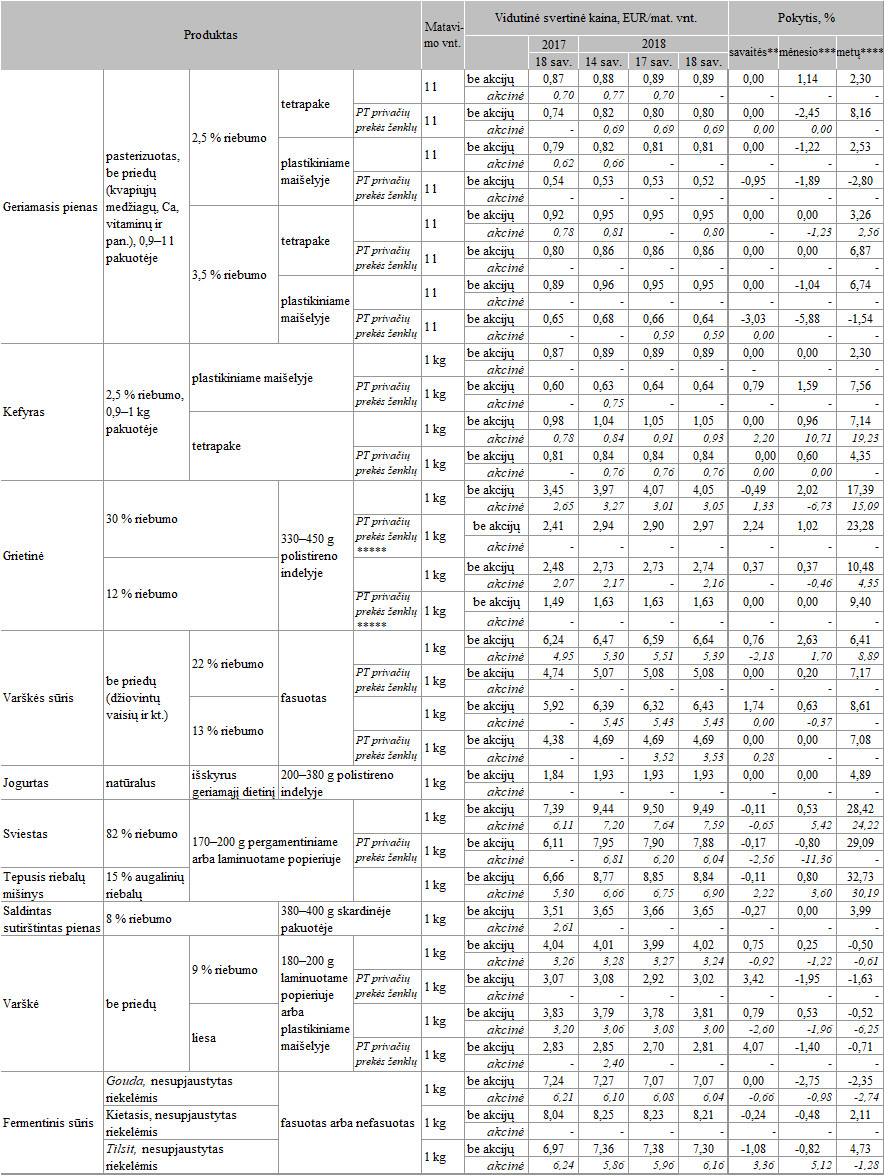 Produktas
Matavi-
mo vnt.
Vidutinė svertinė kaina, EUR/mat. vnt.
Pokytis, %
2017
2018
savaitės**
mėnesio***
metų****
18 sav. 14 sav. 17 sav. 18 sav.
Geriamasis pienas
pasterizuotas,
be priedų
(kvapiųjų
medžiagų, Ca,
vitaminų ir
pan.), 0,9–1 l
pakuotėje
2,5 % riebumo
tetrapake
1 l
be akcijų 0,87 0,88 0,89 0,89 0,00 1,14 2,30
akcinė 0,70 0,77 0,70 - - - -
PT privačių
prekės ženklų
1 l
be akcijų 0,74 0,82 0,80 0,80 0,00 -2,45 8,16
akcinė - 0,69 0,69 0,69 0,00 0,00 -
plastikiniame
maišelyje
1 l
be akcijų 0,79 0,82 0,81 0,81 0,00 -1,22 2,53
akcinė 0,62 0,66 - - - - -
PT privačių
prekės ženklų
1 l
be akcijų 0,54 0,53 0,53 0,52 -0,95 -1,89 -2,80
akcinė - - - - - - -
3,5 % riebumo
tetrapake
1 l
be akcijų 0,92 0,95 0,95 0,95 0,00 0,00 3,26
akcinė 0,78 0,81 - 0,80 - -1,23 2,56
PT privačių
prekės ženklų
1 l
be akcijų 0,80 0,86 0,86 0,86 0,00 0,00 6,87
akcinė - - - - - - -
plastikiniame
maišelyje
1 l
be akcijų 0,89 0,96 0,95 0,95 0,00 -1,04 6,74
akcinė - - - - - - -
PT privačių
prekės ženklų
1 l
be akcijų 0,65 0,68 0,66 0,64 -3,03 -5,88 -1,54
akcinė - - 0,59 0,59 0,00 - -
Kefyras
2,5 % riebumo,
0,9–1 kg
pakuotėje
plastikiniame maišelyje
1 kg
be akcijų 0,87 0,89 0,89 0,89 0,00 0,00 2,30
akcinė - - - - - - -
PT privačių
prekės ženklų
1 kg
be akcijų 0,60 0,63 0,64 0,64 0,79 1,59 7,56
akcinė - 0,75 - - - - -
tetrapake
1 kg
be akcijų 0,98 1,04 1,05 1,05 0,00 0,96 7,14
akcinė 0,78 0,84 0,91 0,93 2,20 10,71 19,23
PT privačių
prekės ženklų
1 kg
be akcijų 0,81 0,84 0,84 0,84 0,00 0,60 4,35
akcinė - 0,76 0,76 0,76 0,00 0,00 -
Grietinė
30 % riebumo
330–450 g
polistireno
indelyje
1 kg
be akcijų 3,45 3,97 4,07 4,05 -0,49 2,02 17,39
akcinė 2,65 3,27 3,01 3,05 1,33 -6,73 15,09
PT privačių
prekės ženklų
*****
1 kg
be akcijų 2,41 2,94 2,90 2,97 2,24 1,02 23,28
akcinė - - - - - - -
12 % riebumo
1 kg
be akcijų 2,48 2,73 2,73 2,74 0,37 0,37 10,48
akcinė 2,07 2,17 - 2,16 - -0,46 4,35
PT privačių
prekės ženklų
*****
1 kg
be akcijų 1,49 1,63 1,63 1,63 0,00 0,00 9,40
akcinė - - - - - - -
Varškės sūris
be priedų
(džiovintų
vaisių ir kt.)
22 % riebumo
fasuotas
1 kg
be akcijų 6,24 6,47 6,59 6,64 0,76 2,63 6,41
akcinė 4,95 5,30 5,51 5,39 -2,18 1,70 8,89
PT privačių
prekės ženklų
1 kg
be akcijų 4,74 5,07 5,08 5,08 0,00 0,20 7,17
akcinė - - - - - - -
13 % riebumo
1 kg
be akcijų 5,92 6,39 6,32 6,43 1,74 0,63 8,61
akcinė - 5,45 5,43 5,43 0,00 -0,37 -
PT privačių
prekės ženklų
1 kg
be akcijų 4,38 4,69 4,69 4,69 0,00 0,00 7,08
akcinė - - 3,52 3,53 0,28 - -
Jogurtas
natūralus
išskyrus
geriamąjį dietinį
200–380 g polistireno
indelyje
1 kg
be akcijų 1,84 1,93 1,93 1,93 0,00 0,00 4,89
akcinė - - - - - - -
Sviestas
82 % riebumo
170–200 g pergamentiniame
arba laminuotame popieriuje
1 kg
be akcijų 7,39 9,44 9,50 9,49 -0,11 0,53 28,42
akcinė 6,11 7,20 7,64 7,59 -0,65 5,42 24,22
PT privačių
prekės ženklų
1 kg
be akcijų 6,11 7,95 7,90 7,88 -0,17 -0,80 29,09
akcinė - 6,81 6,20 6,04 -2,56 -11,36 -
Tepusis riebalų
mišinys
15 % augalinių
riebalų
1 kg
be akcijų 6,66 8,77 8,85 8,84 -0,11 0,80 32,73
akcinė 5,30 6,66 6,75 6,90 2,22 3,60 30,19
Saldintas
sutirštintas pienas
8 % riebumo
380–400 g skardinėje
pakuotėje
1 kg
be akcijų 3,51 3,65 3,66 3,65 -0,27 0,00 3,99
akcinė 2,61 - - - - - -
Varškė
be priedų
9 % riebumo
180–200 g
laminuotame
popieriuje
arba
plastikiniame
maišelyje
1 kg
be akcijų 4,04 4,01 3,99 4,02 0,75 0,25 -0,50
akcinė 3,26 3,28 3,27 3,24 -0,92 -1,22 -0,61
PT privačių
prekės ženklų
1 kg
be akcijų 3,07 3,08 2,92 3,02 3,42 -1,95 -1,63
akcinė - - - - - - -
liesa
1 kg
be akcijų 3,83 3,79 3,78 3,81 0,79 0,53 -0,52
akcinė 3,20 3,06 3,08 3,00 -2,60 -1,96 -6,25
PT privačių
prekės ženklų
1 kg
be akcijų 2,83 2,85 2,70 2,81 4,07 -1,40 -0,71
akcinė - 2,40 - - - - -
Fermentinis sūris
Gouda, nesupjaustytas
riekelėmis
fasuotas arba nefasuotas
1 kg
be akcijų 7,24 7,27 7,07 7,07 0,00 -2,75 -2,35
akcinė 6,21 6,10 6,08 6,04 -0,66 -0,98 -2,74
Kietasis, nesupjaustytas
riekelėmis
1 kg
be akcijų 8,04 8,25 8,23 8,21 -0,24 -0,48 2,11
akcinė - - - - - - -
Tilsit, nesupjaustytas
riekelėmis
1 kg
be akcijų 6,97 7,36 7,38 7,30 -1,08 -0,82 4,73
akcinė 6,24 5,86 5,96 6,16 3,36 5,12 -1,28